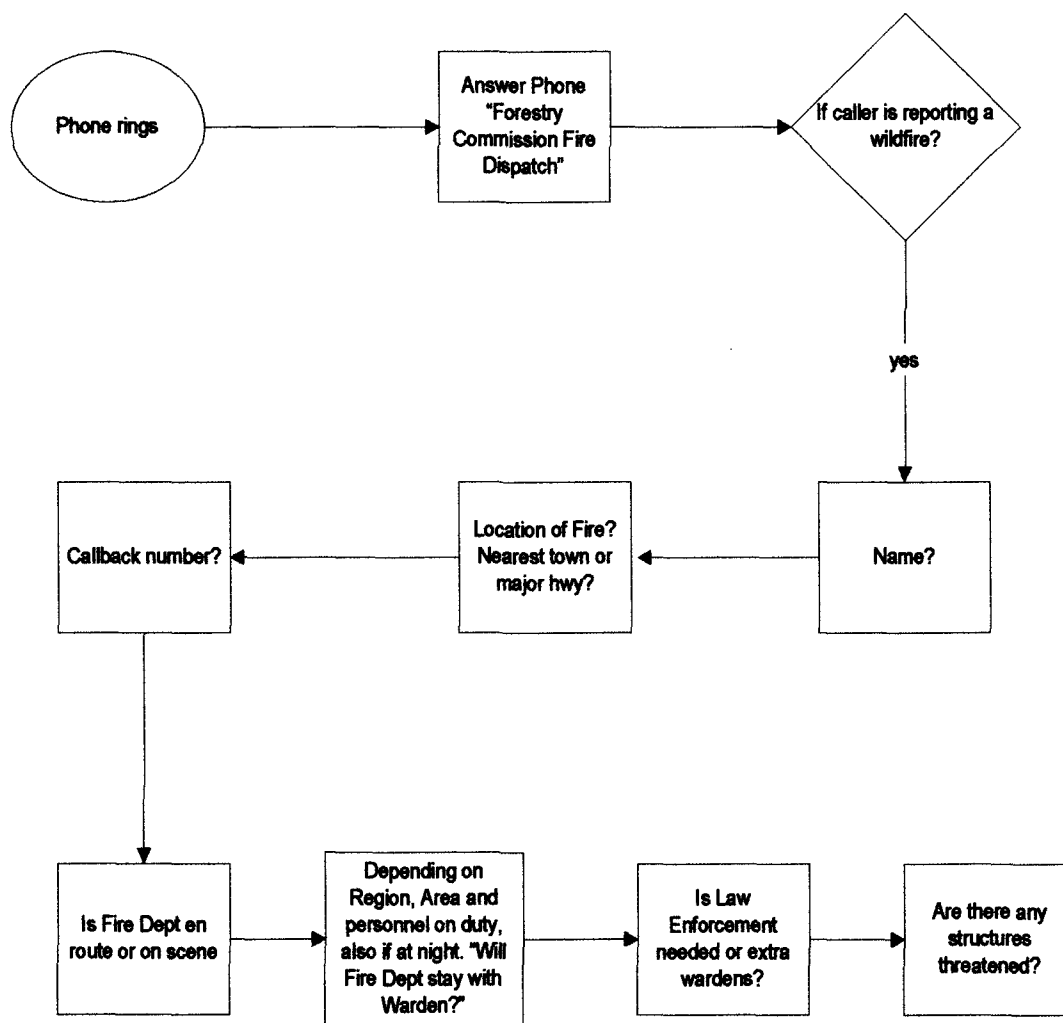 Phone rings
Answer Phone
"Forestry
Commission Fire
Dispatch"
If caller is reporting a
wildfire?
yes
Name?
Location of Fire?
Nearest town or
major hwy?
Callback number?
Is Fire Dept en
route or on scene
Depending on
Region, Area and
personnel on duty,
also if at night. "Will
Fire Dept stay with
Warden?"
Is Law
Enforcement
needed or extra
wardens?
Are there any
structures
threatened?